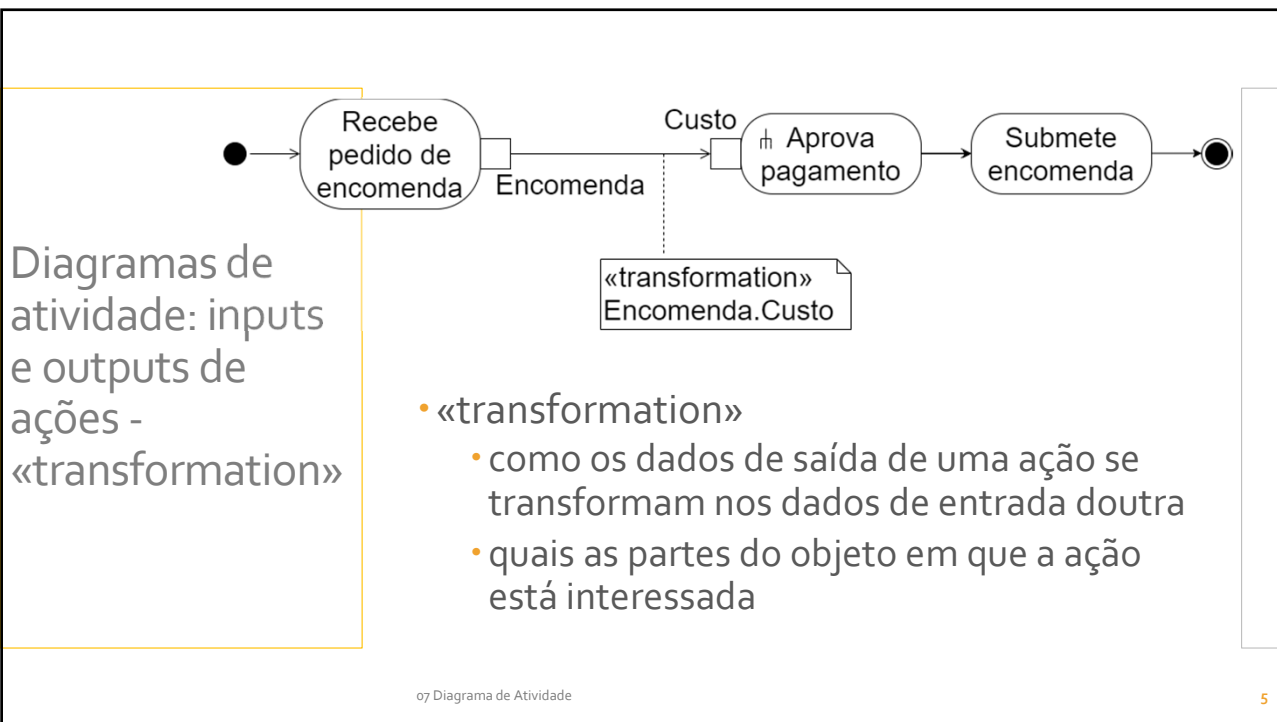 Recebe
pedido de
encomenda
Encomenda
Custo
Aprova
pagamento
Submete
encomenda
«transformation»
Encomenda.Custo
Diagramas de
atividade: inputs
e outputs de
ações -
«transformation»
• «transformation»
• como os dados de saída de uma ação se
transformam nos dados de entrada doutra
• quais as partes do objeto em que a ação
está interessada
07 Diagrama de Atividade
5